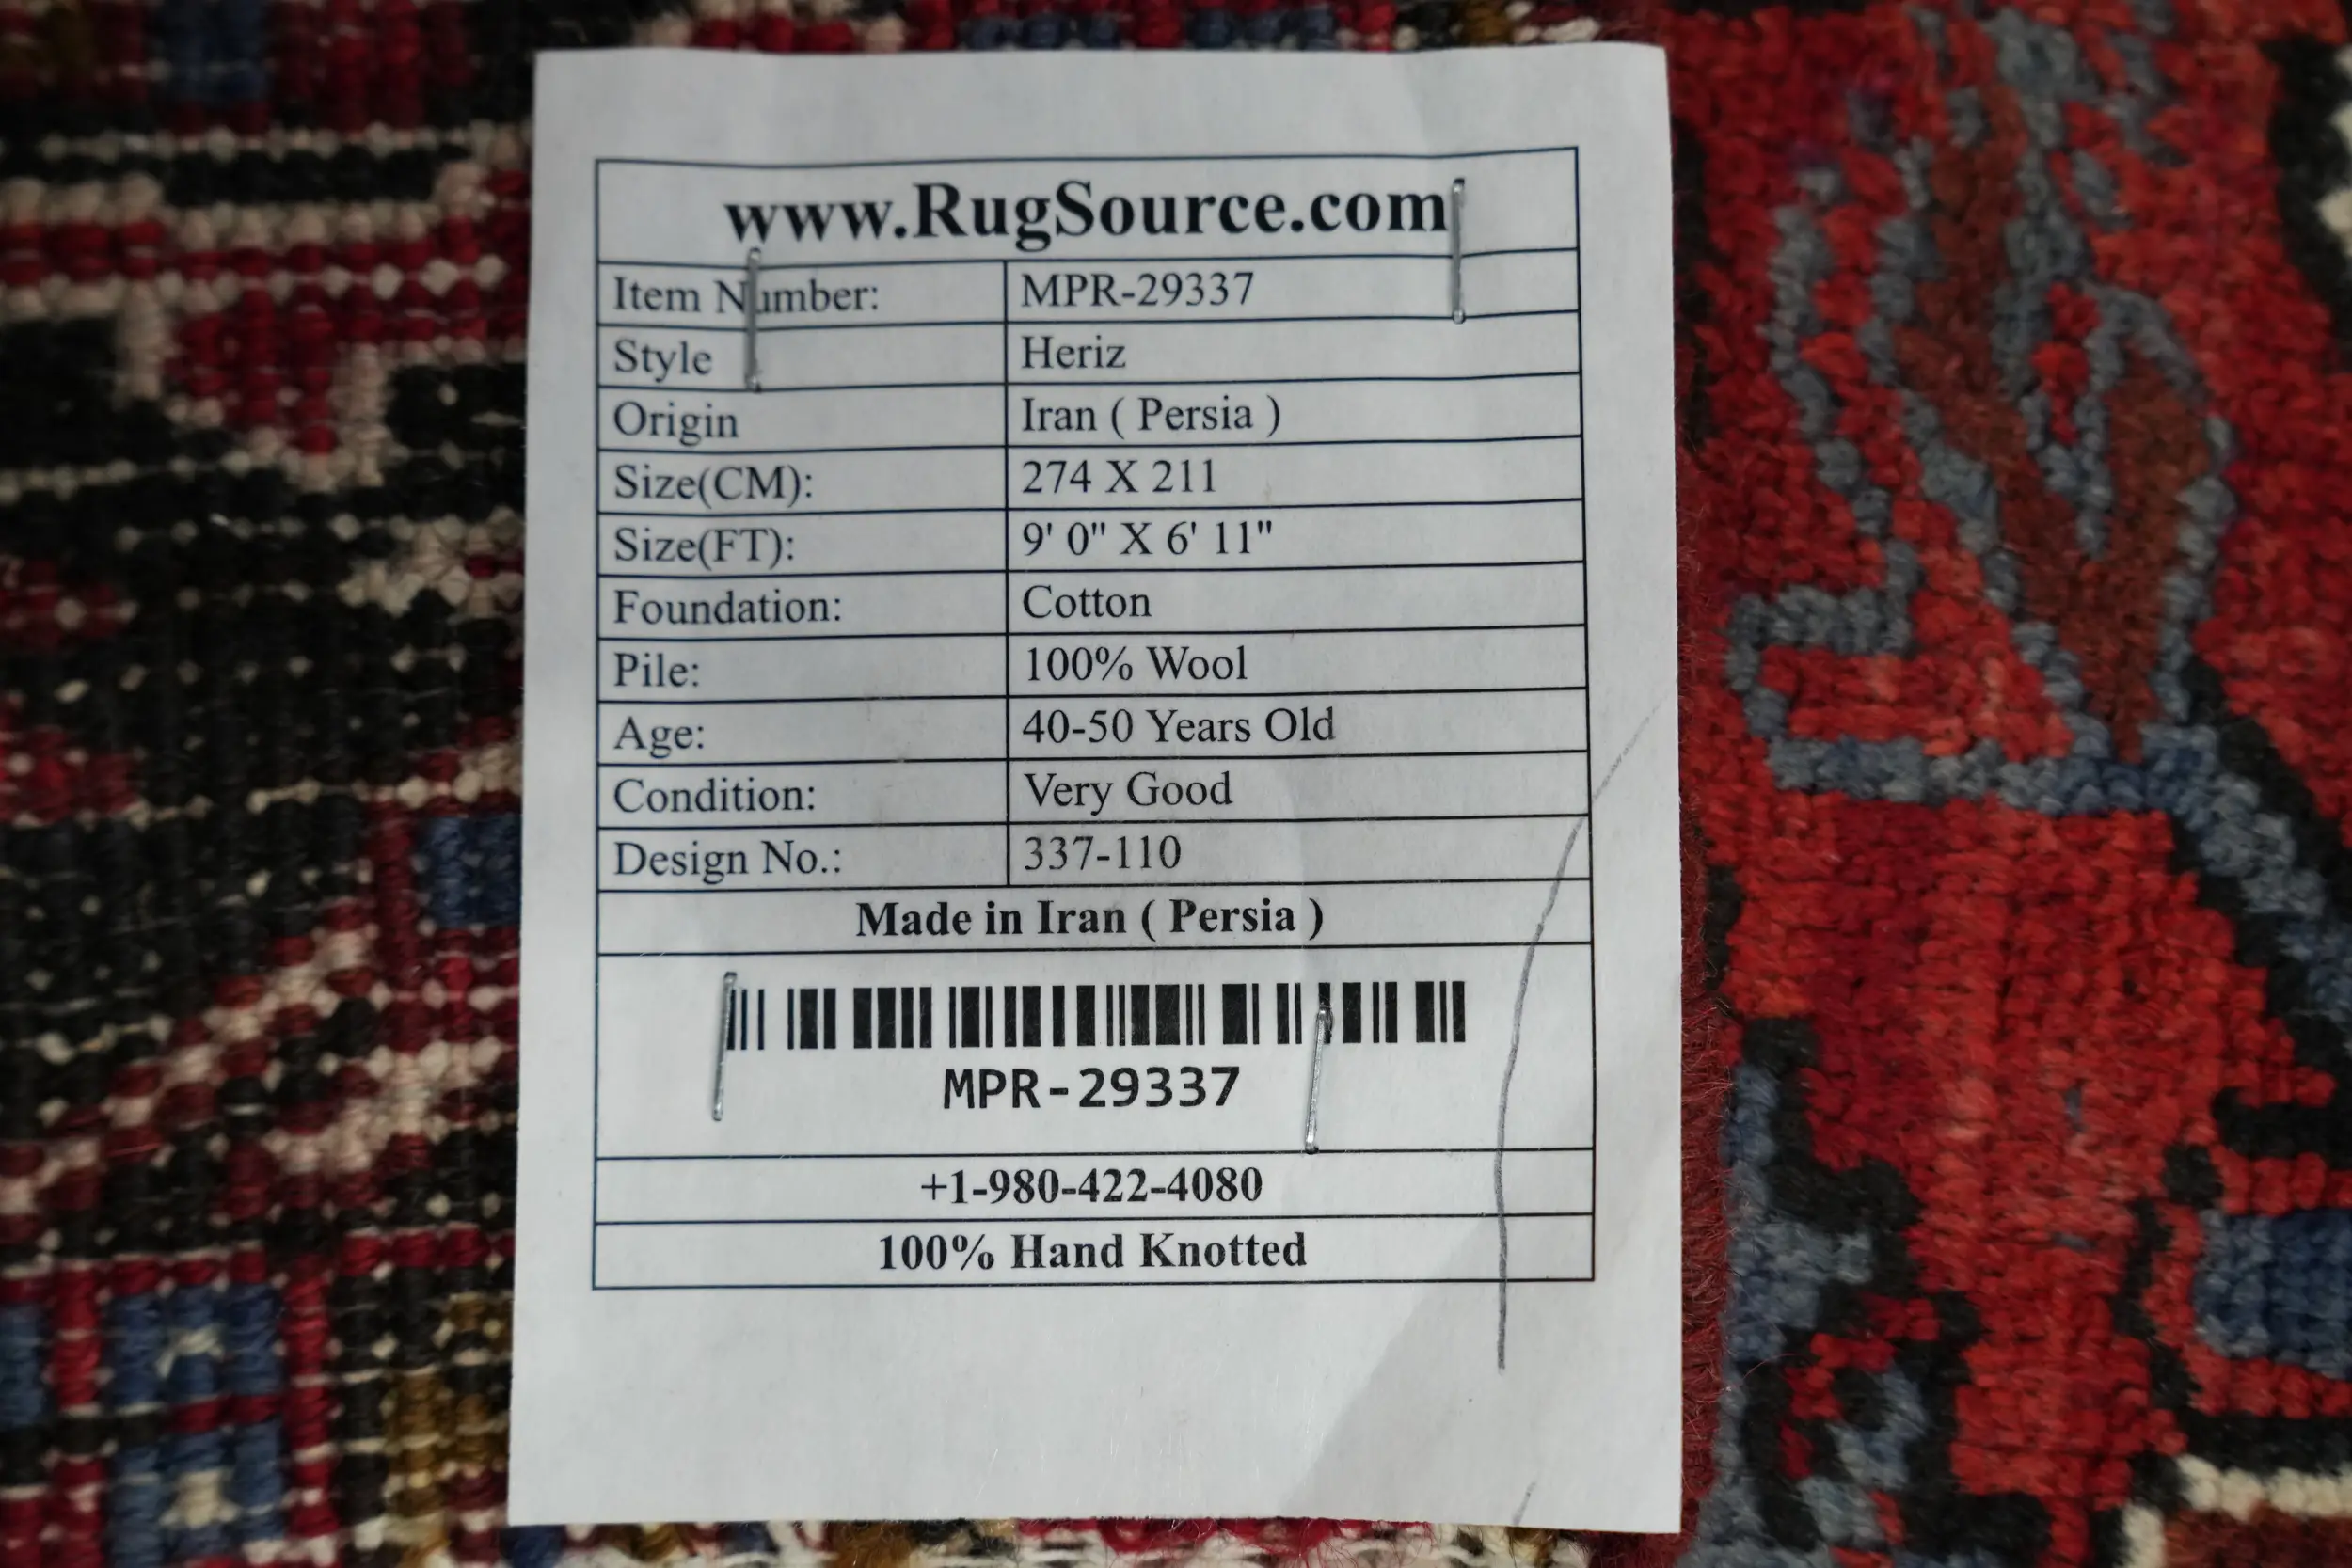 www.RugSource.com
Item Number: MPR-29337
Style Heriz
Origin Iran ( Persia )
Size(CM): 274 X 211
Size(FT): 9' 0" X 6' 11"
Foundation: Cotton
Pile: 100% Wool
Age: 40-50 Years Old
Condition: Very Good
Design No.: 337-110
Made in Iran ( Persia )
MPR-29337
+1-980-422-4080
100% Hand Knotted